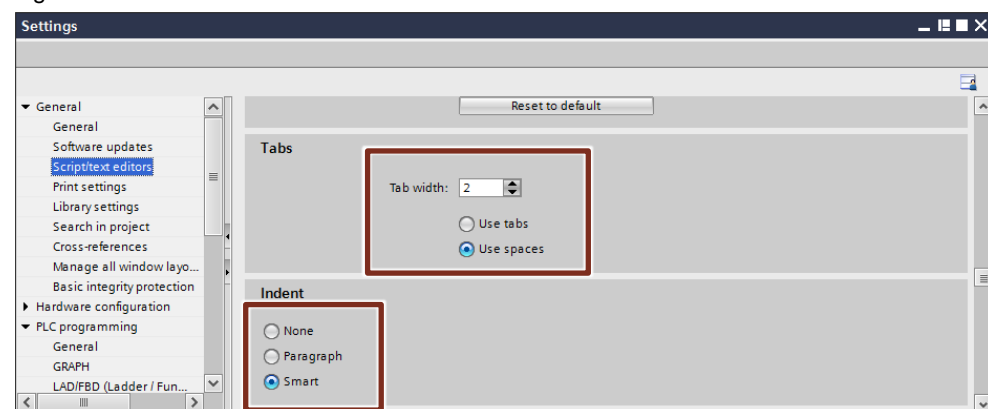 Settings
Reset to default
General
General
Software updates
Script/text editors
Print settings
Library settings
Search in project
Cross-references
Manage all window layo...
Basic integrity protection
Hardware configuration
PLC programming
General
GRAPH
LAD/FBD (Ladder / Fun...
Tabs
Tab width: 2
Use tabs
Use spaces
Indent
None
Paragraph
Smart